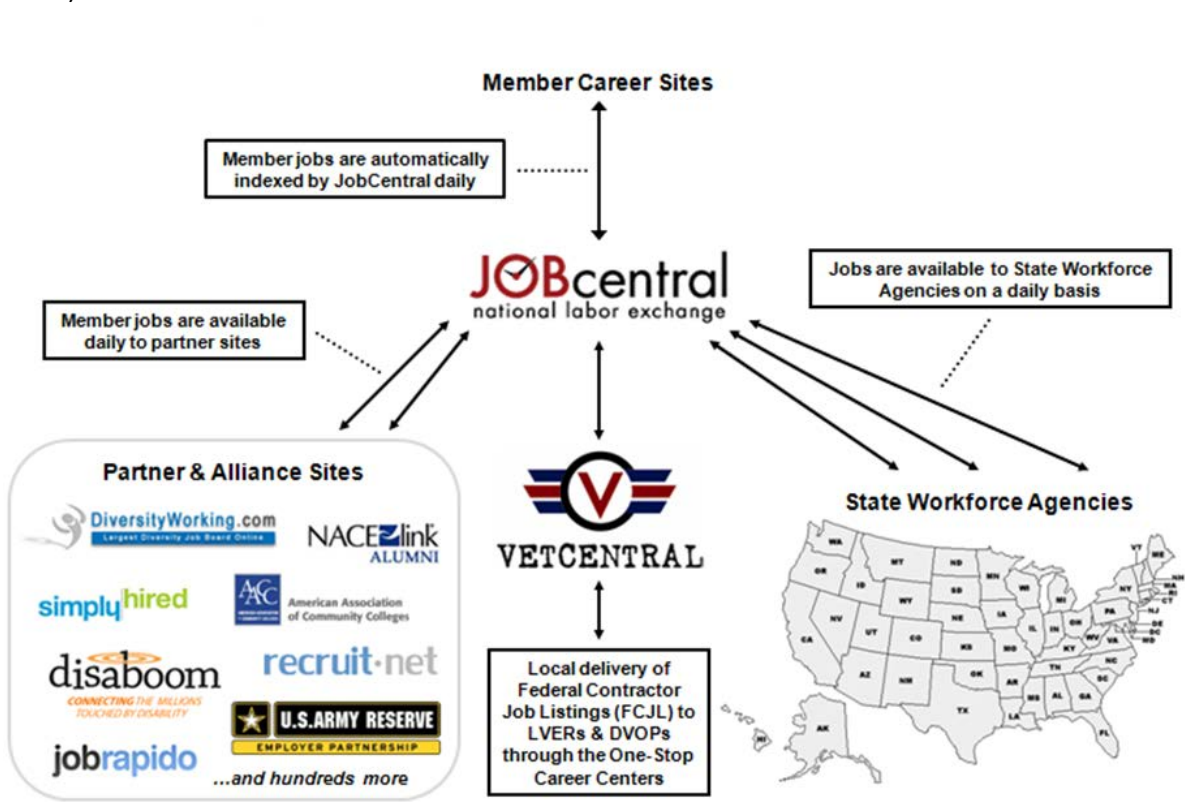 Member Career Sites
Member jobs are automatically
indexed by JobCentral daily
JOBcentral
national labor exchange
Jobs are available to State Workforce
Agencies on a daily basis
Member jobs are available
daily to partner sites
Partner & Alliance Sites
DiversityWorking.com
Largest Diversity Job Board Online
NACElink
ALUMNI
simplyhired
AAC
American Association
of Community Colleges
disaboom
CONNECTING THE MILLIONS
TOUCHED BY DISABILITY
recruit·net
U.S.ARMY RESERVE
EMPLOYER PARTNERSHIP
jobrapido
...and hundreds more
V
VETCENTRAL
Local delivery of
Federal Contractor
Job Listings (FCJL) to
LVERs & DVOPs
through the One-Stop
Career Centers
State Workforce Agencies
WA
MT
ND
MN
VT
ME
OR
ID
SD
WI
MI
NY
NH
MA
RI
CT
WY
IA
PA
NJ
NV
NE
IL
IN
OH
DE
DC
MD
CA
UT
CO
KS
MO
KY
WV
VA
AZ
NM
OK
AR
TN
NC
SC
TX
LA
MS
AL
GA
FL
AK
HI